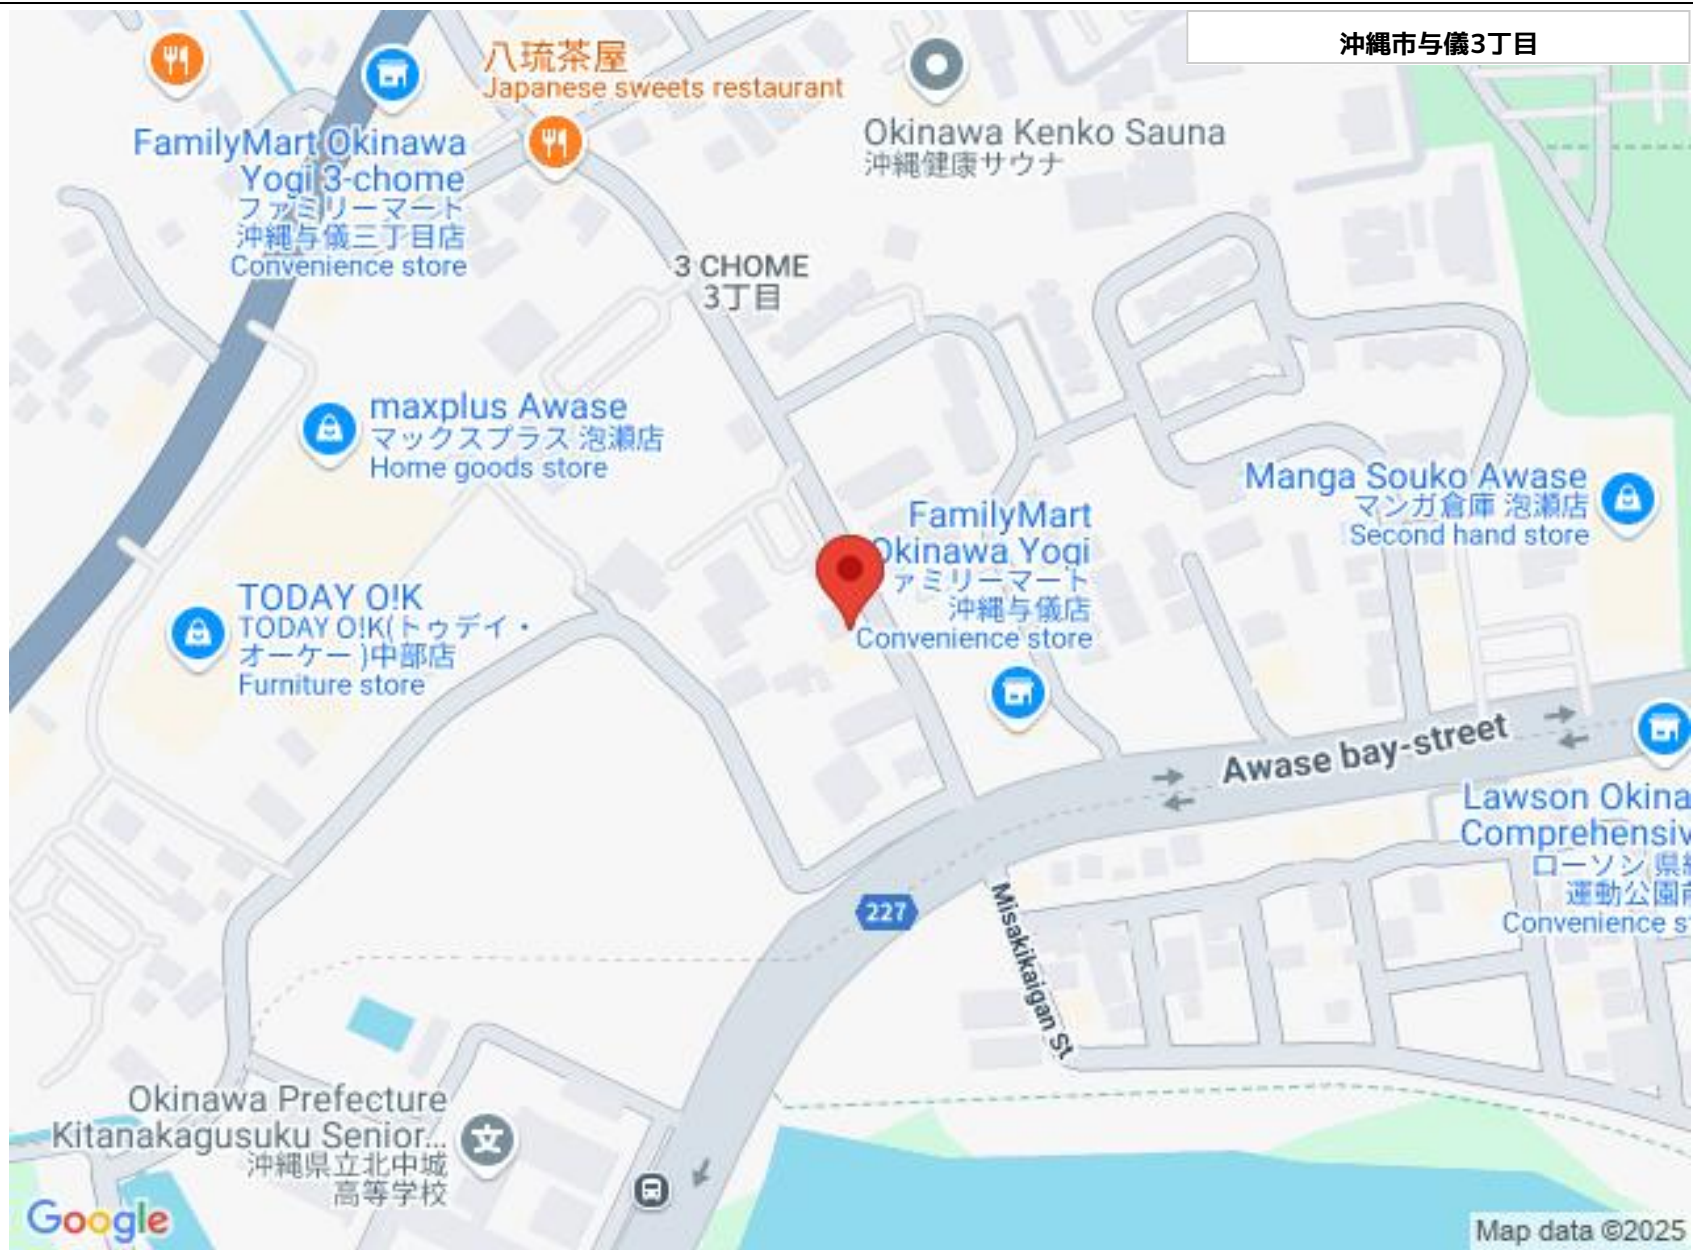 沖縄市与儀3丁目
八琉茶屋
Japanese sweets restaurant
FamilyMart Okinawa
Yogi 3-chome
ファミリーマート
沖縄与儀三丁目店
Convenience store
Okinawa Kenko Sauna
沖縄健康サウナ
3 CHOME
3丁目
maxplus Awase
マックスプラス 泡瀬店
Home goods store
Manga Souko Awase
マンガ倉庫 泡瀬店
Second hand store
FamilyMart
Okinawa Yogi
ァミリーマート
沖縄与儀店
Convenience store
TODAY O!K
TODAY O!K(トゥデイ・
オーケー)中部店
Furniture store
Awase bay-street
Lawson Okina
Comprehensiv
ローソン 県
運動公園
Convenience s
227
Misakikaigan St
Okinawa Prefecture
Kitanakagusuku Senior...
沖縄県立北中城
高等学校
文
Google
Map data ©2025